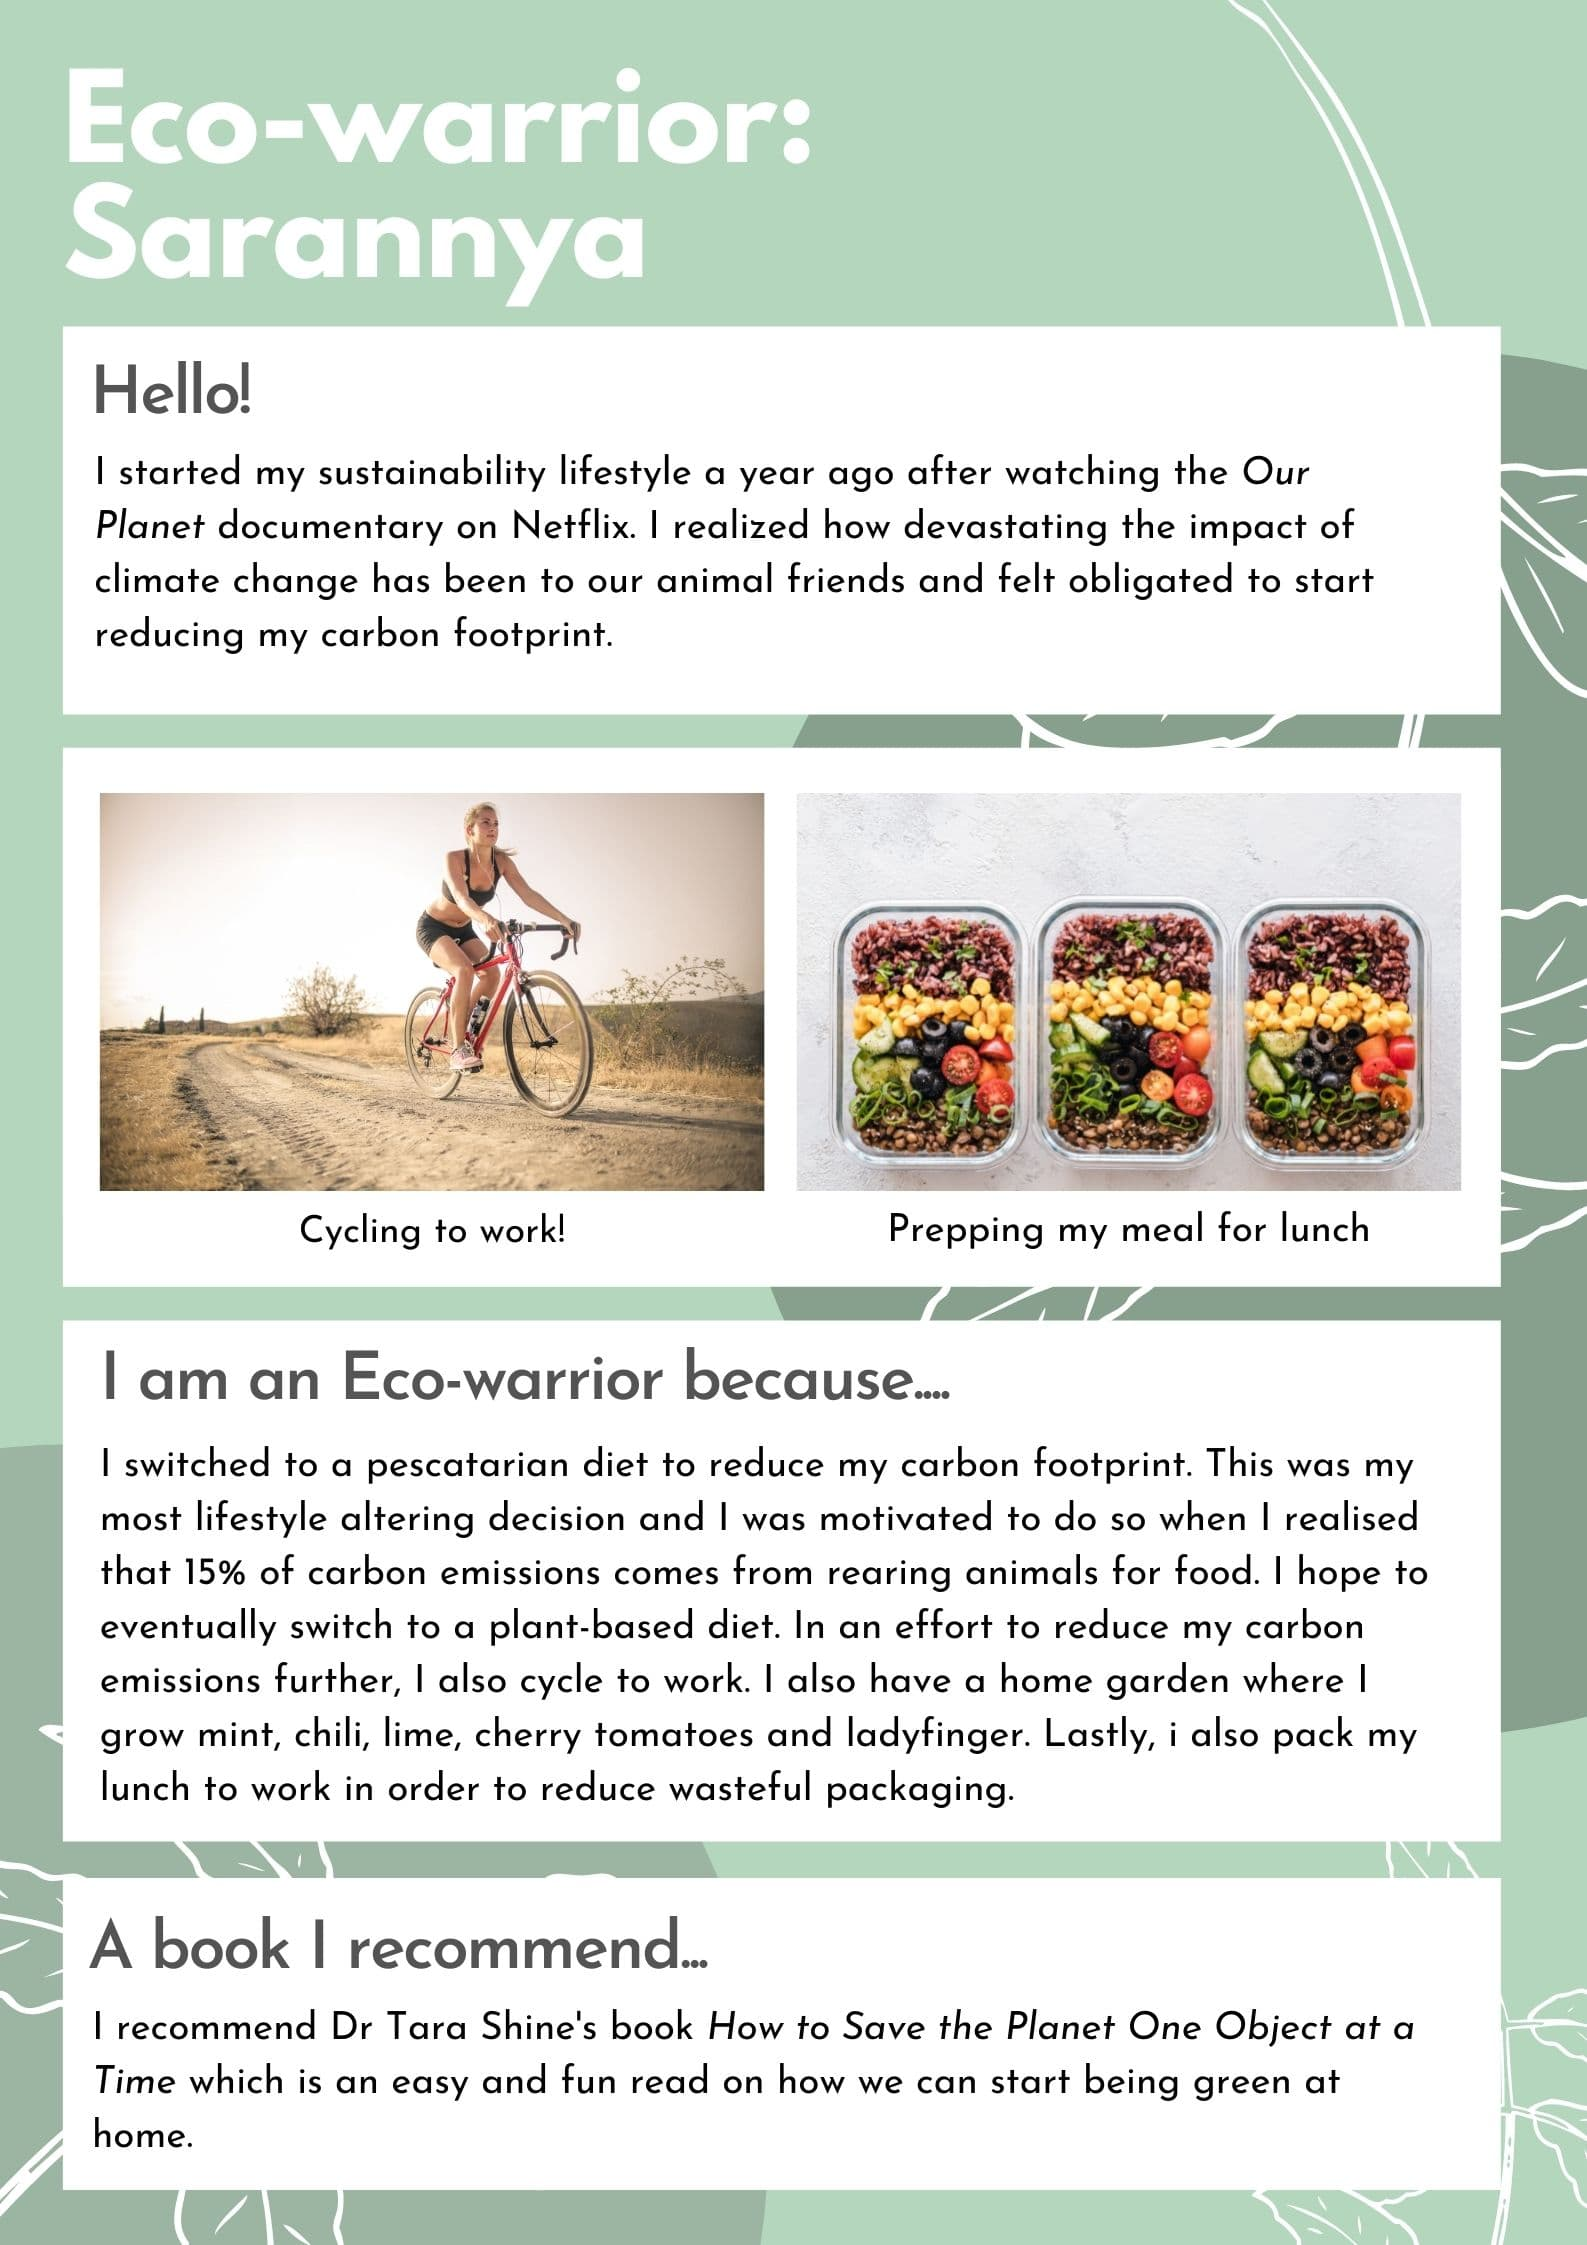 Eco-warrior:
Sarannya
Hello!
I started my sustainability lifestyle a year ago after watching the Our
Planet documentary on Netflix. I realized how devastating the impact of
climate change has been to our animal friends and felt obligated to start
reducing my carbon footprint.
Cycling to work!
Prepping my meal for lunch
I am an Eco-warrior because....
I switched to a pescatarian diet to reduce my carbon footprint. This was my
most lifestyle altering decision and I was motivated to do so when I realised
that 15% of carbon emissions comes from rearing animals for food. I hope to
eventually switch to a plant-based diet. In an effort to reduce my carbon
emissions further, I also cycle to work. I also have a home garden where I
grow mint, chili, lime, cherry tomatoes and ladyfinger. Lastly, i also pack my
lunch to work in order to reduce wasteful packaging.
A book I recommend...
I recommend Dr Tara Shine's book How to Save the Planet One Object at a
Time which is an easy and fun read on how we can start being green at
home.